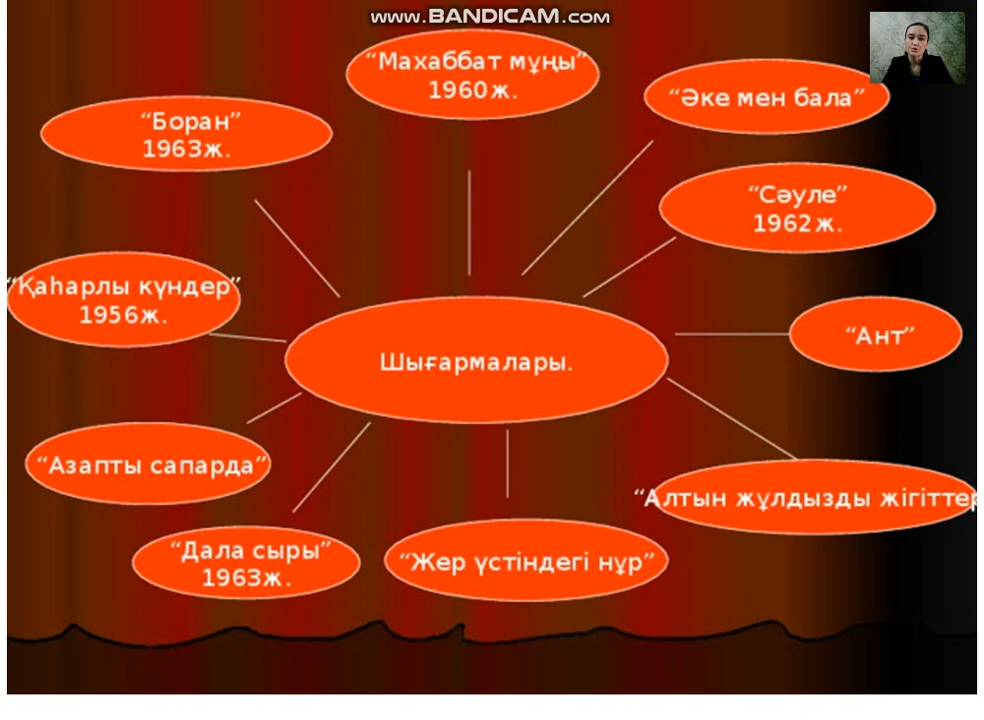 www.BANDICAM.com
“Махаббат мұңы”
1960ж.
“Әке мен бала”
“Боран”
1963ж.
“Сәуле”
1962ж.
“Қаһарлы күндер”
1956ж.
“Ант”
Шығармалары.
“Азапты сапарда”
“Алтын жұлдызды жігіттер
“Дала сыры”
1963ж.
“Жер үстіндегі нұр”